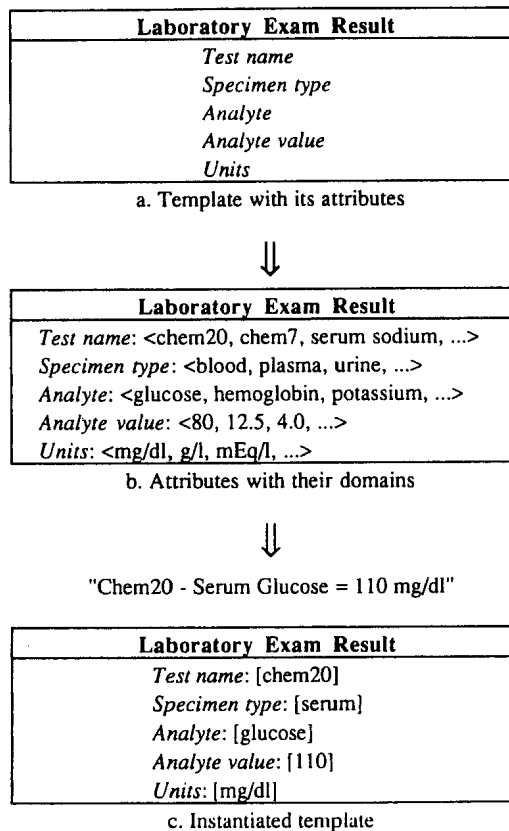 Laboratory Exam Result
Test name
Specimen type
Analyte
Analyte value
Units
a. Template with its attributes
⇓
Laboratory Exam Result
Test name: <chem20, chem7, serum sodium, ...>
Specimen type: <blood, plasma, urine, ...>
Analyte: <glucose, hemoglobin, potassium, ...>
Analyte value: <80, 12.5, 4.0, ...>
Units: <mg/dl, g/l, mEq/l, ...>
b. Attributes with their domains
⇓
"Chem20 - Serum Glucose = 110 mg/dl"
Laboratory Exam Result
Test name: [chem20]
Specimen type: [serum]
Analyte: [glucose]
Analyte value: [110]
Units: [mg/dl]
c. Instantiated template